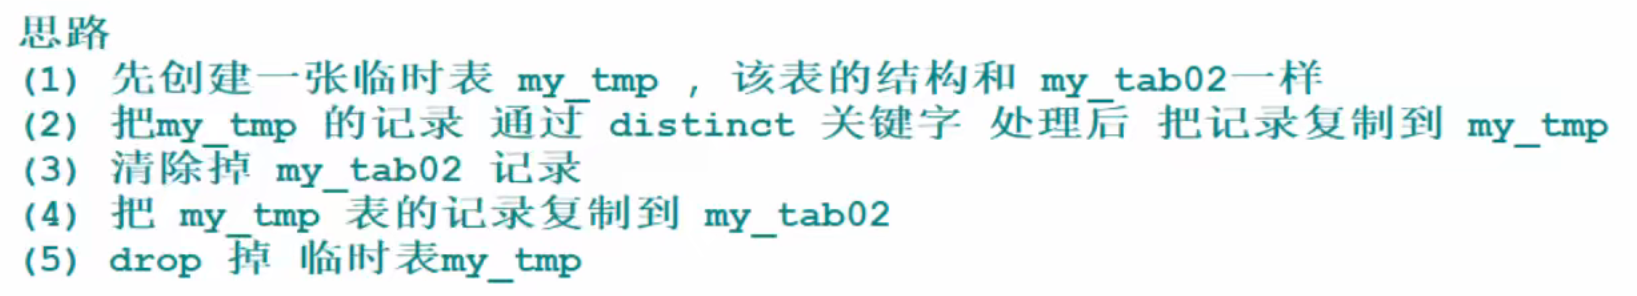 思路
(1) 先创建一张临时表 my_tmp , 该表的结构和 my_tab02一样
(2) 把my_tmp 的记录 通过 distinct 关键字 处理后 把记录复制到 my_tmp
(3) 清除掉 my_tab02 记录
(4) 把 my_tmp 表的记录复制到 my_tab02
(5) drop 掉 临时表my_tmp